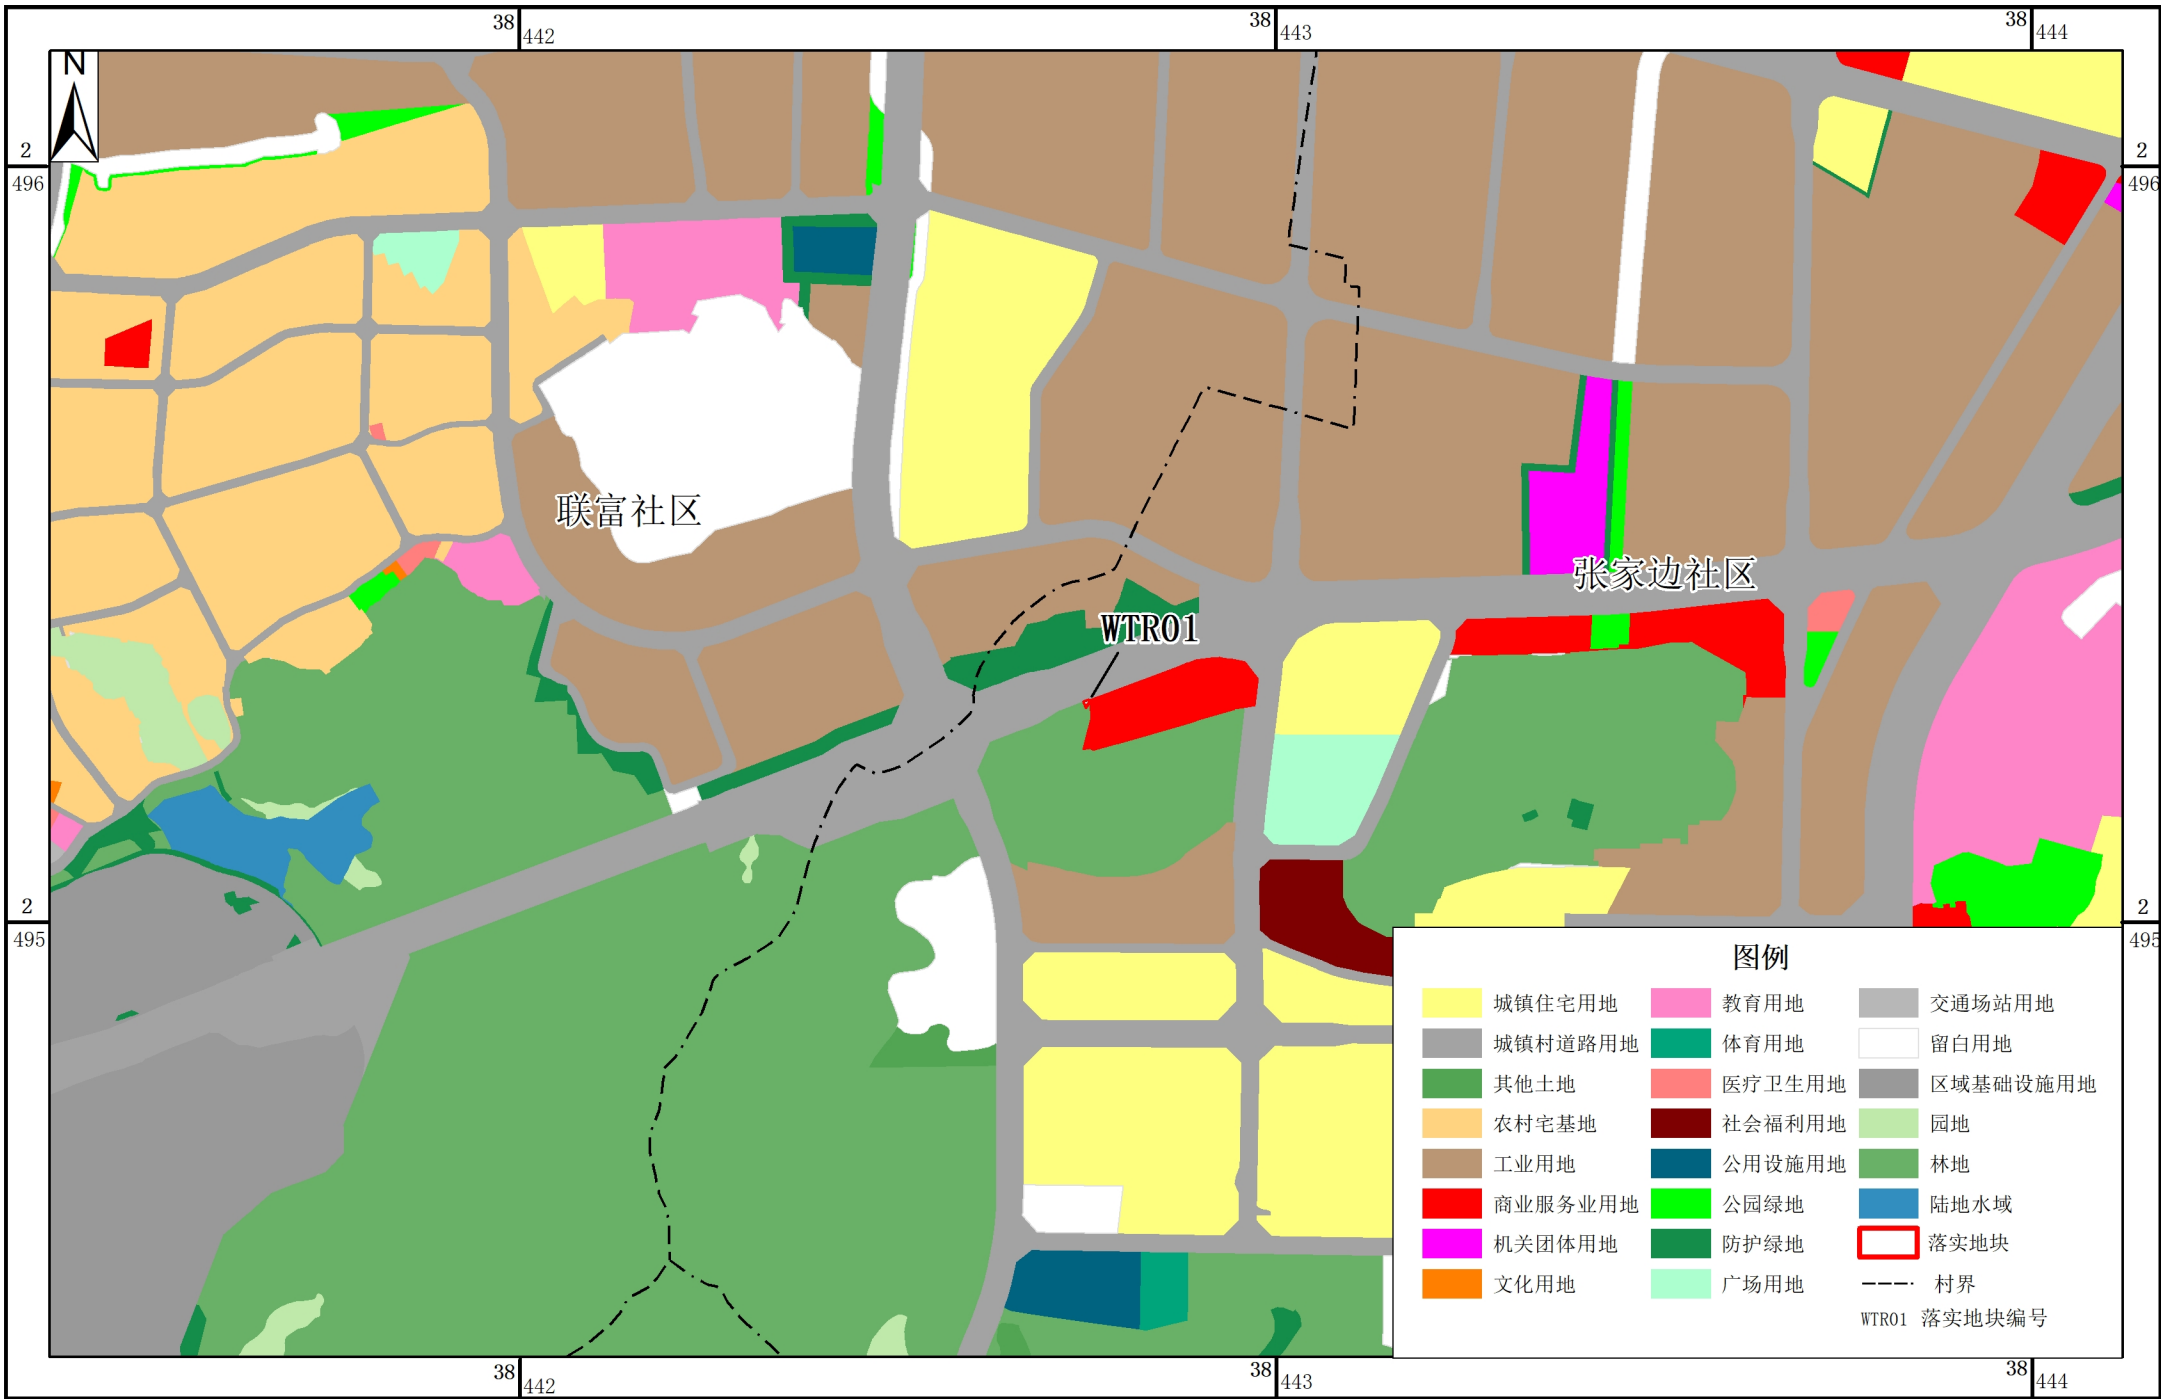 38 442
38 443
38 444
N
2 496
2 496
联富社区
张家边社区
WTR01
2 495
2 495
图例
城镇住宅用地 教育用地 交通场站用地
城镇村道路用地 体育用地 留白用地
其他土地 医疗卫生用地 区域基础设施用地
农村宅基地 社会福利用地 园地
工业用地 公用设施用地 林地
商业服务业用地 公园绿地 陆地水域
机关团体用地 防护绿地 落实地块
文化用地 广场用地 村界
WTR01 落实地块编号
38 442
38 443
38 444